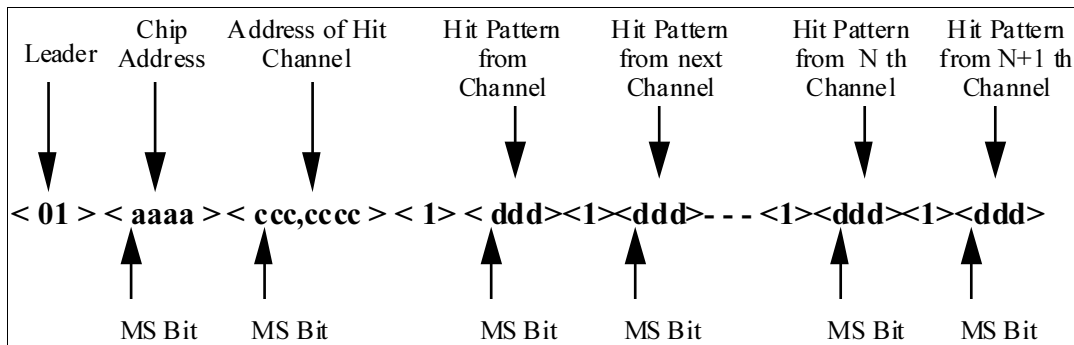 Leader
Chip
Address
Address of Hit
Channel
Hit Pattern
from
Channel
Hit Pattern
from next
Channel
Hit Pattern
from N th
Channel
Hit Pattern
from N+1 th
Channel
< 01 > < aaaa > < ccc,cccc > < 1> < ddd><1><ddd>- - - <1><ddd><1><ddd>
MS Bit MS Bit MS Bit MS Bit MS Bit MS Bit